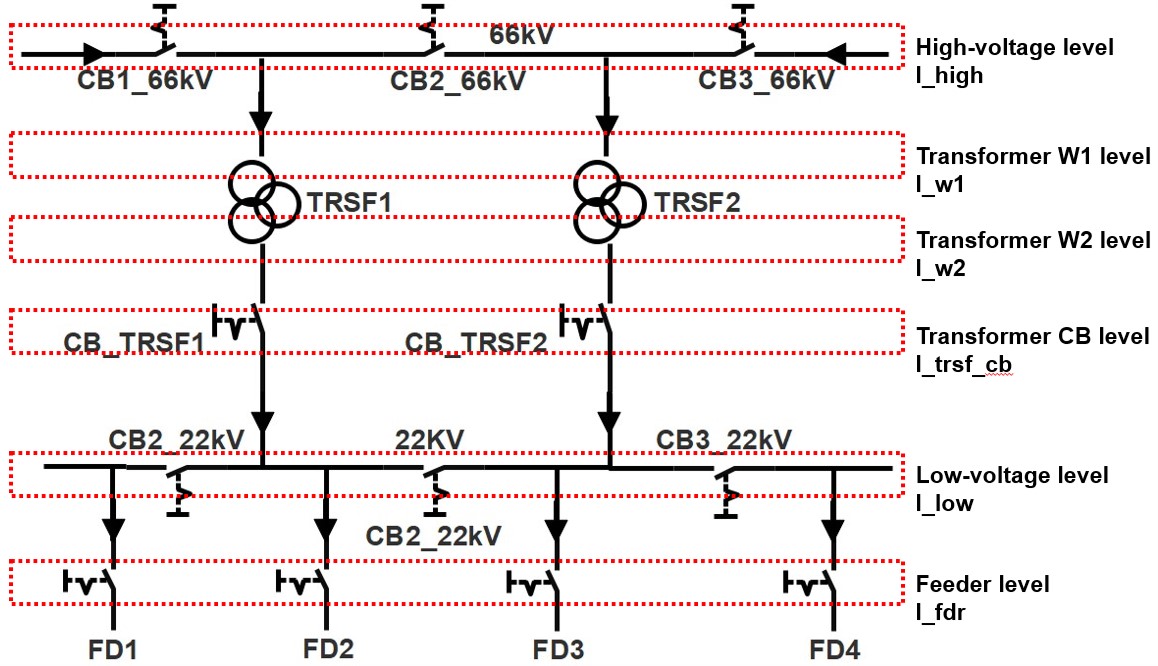 66kV
High-voltage level
l_high
CB1_66kV
CB2_66kV
CB3_66kV
Transformer W1 level
l_w1
TRSF1
TRSF2
Transformer W2 level
l_w2
CB_TRSF1
CB_TRSF2
Transformer CB level
l_trsf_cb
CB2_22kV
22KV
CB3_22kV
Low-voltage level
l_low
CB2_22kV
Feeder level
l_fdr
FD1
FD2
FD3
FD4